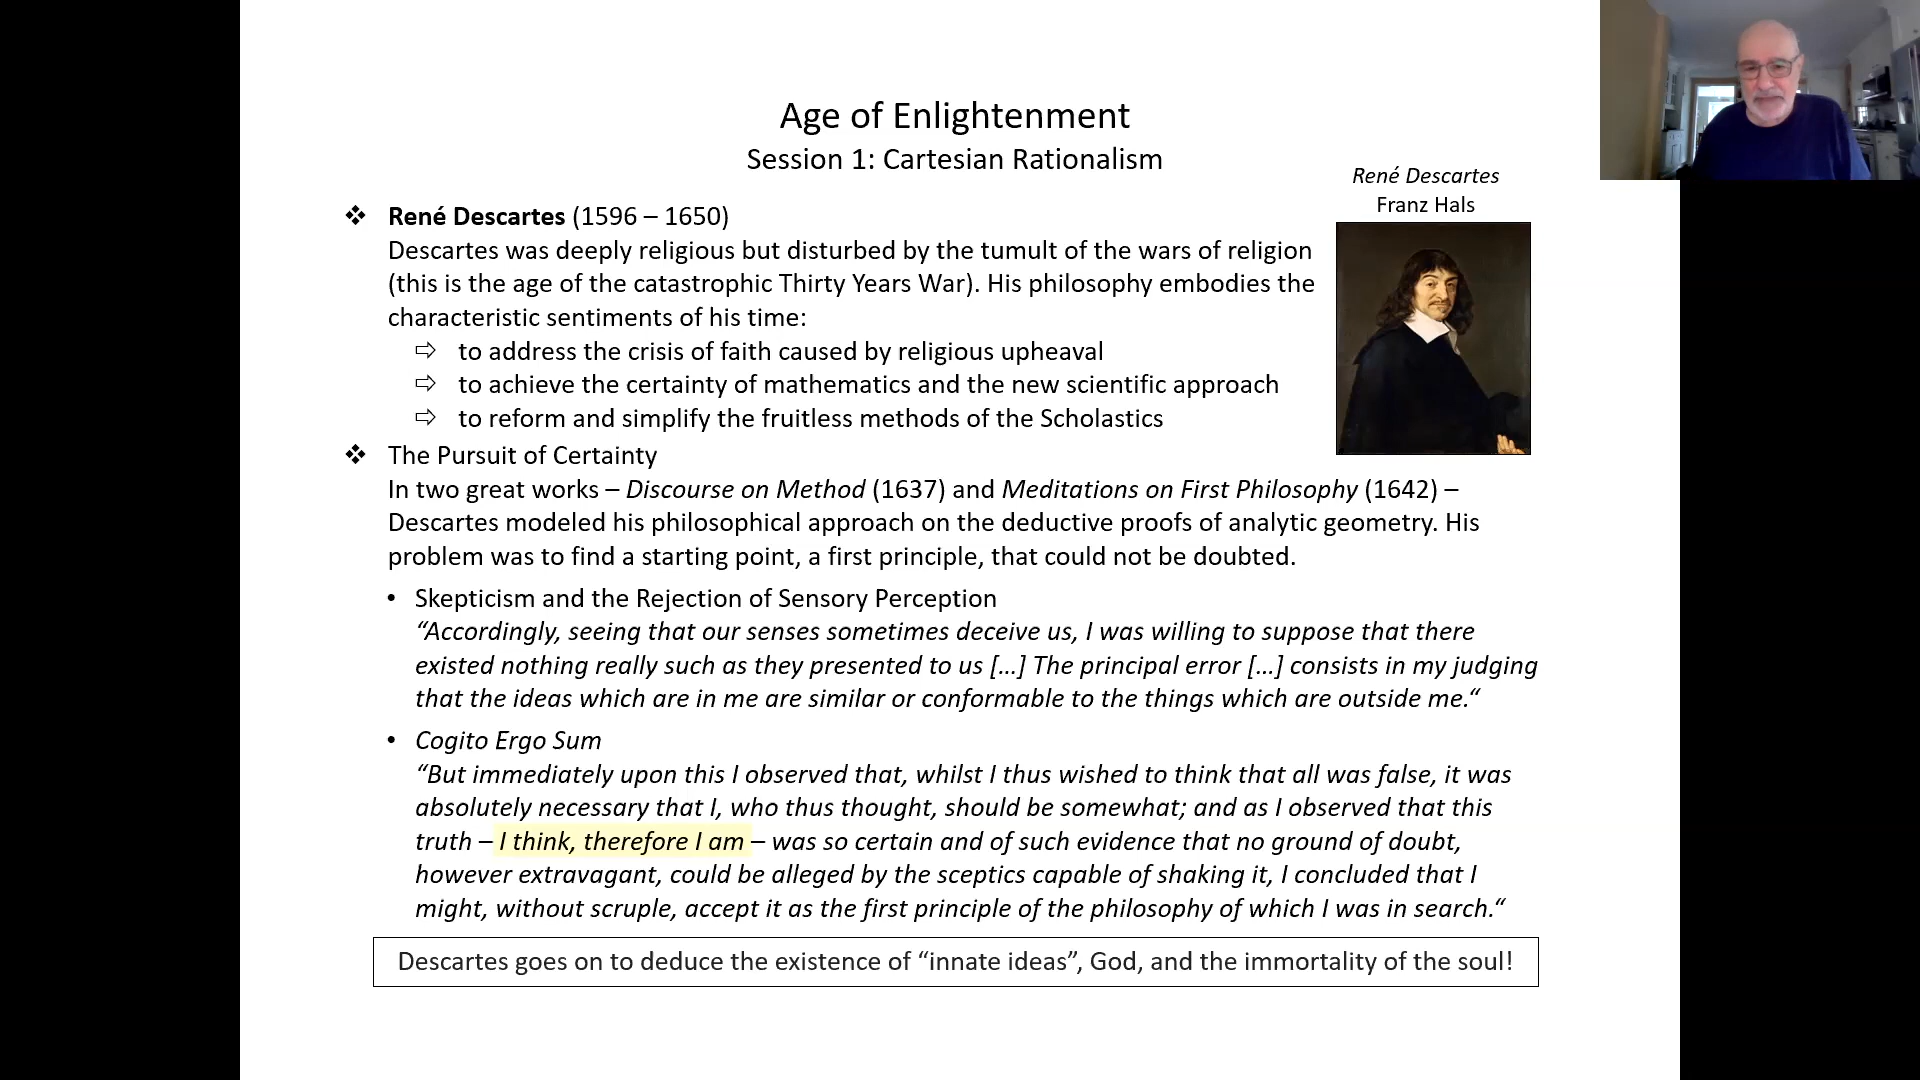 Age of Enlightenment
Session 1: Cartesian Rationalism
René Descartes
Franz Hals
❖ René Descartes (1596 – 1650)
Descartes was deeply religious but disturbed by the tumult of the wars of religion
(this is the age of the catastrophic Thirty Years War). His philosophy embodies the
characteristic sentiments of his time:
⇨ to address the crisis of faith caused by religious upheaval
⇨ to achieve the certainty of mathematics and the new scientific approach
⇨ to reform and simplify the fruitless methods of the Scholastics
❖ The Pursuit of Certainty
In two great works – Discourse on Method (1637) and Meditations on First Philosophy (1642) –
Descartes modeled his philosophical approach on the deductive proofs of analytic geometry. His
problem was to find a starting point, a first principle, that could not be doubted.
• Skepticism and the Rejection of Sensory Perception
“Accordingly, seeing that our senses sometimes deceive us, I was willing to suppose that there
existed nothing really such as they presented to us […] The principal error […] consists in my judging
that the ideas which are in me are similar or conformable to the things which are outside me.“
• Cogito Ergo Sum
“But immediately upon this I observed that, whilst I thus wished to think that all was false, it was
absolutely necessary that I, who thus thought, should be somewhat; and as I observed that this
truth – I think, therefore I am – was so certain and of such evidence that no ground of doubt,
however extravagant, could be alleged by the sceptics capable of shaking it, I concluded that I
might, without scruple, accept it as the first principle of the philosophy of which I was in search.“
Descartes goes on to deduce the existence of “innate ideas”, God, and the immortality of the soul!